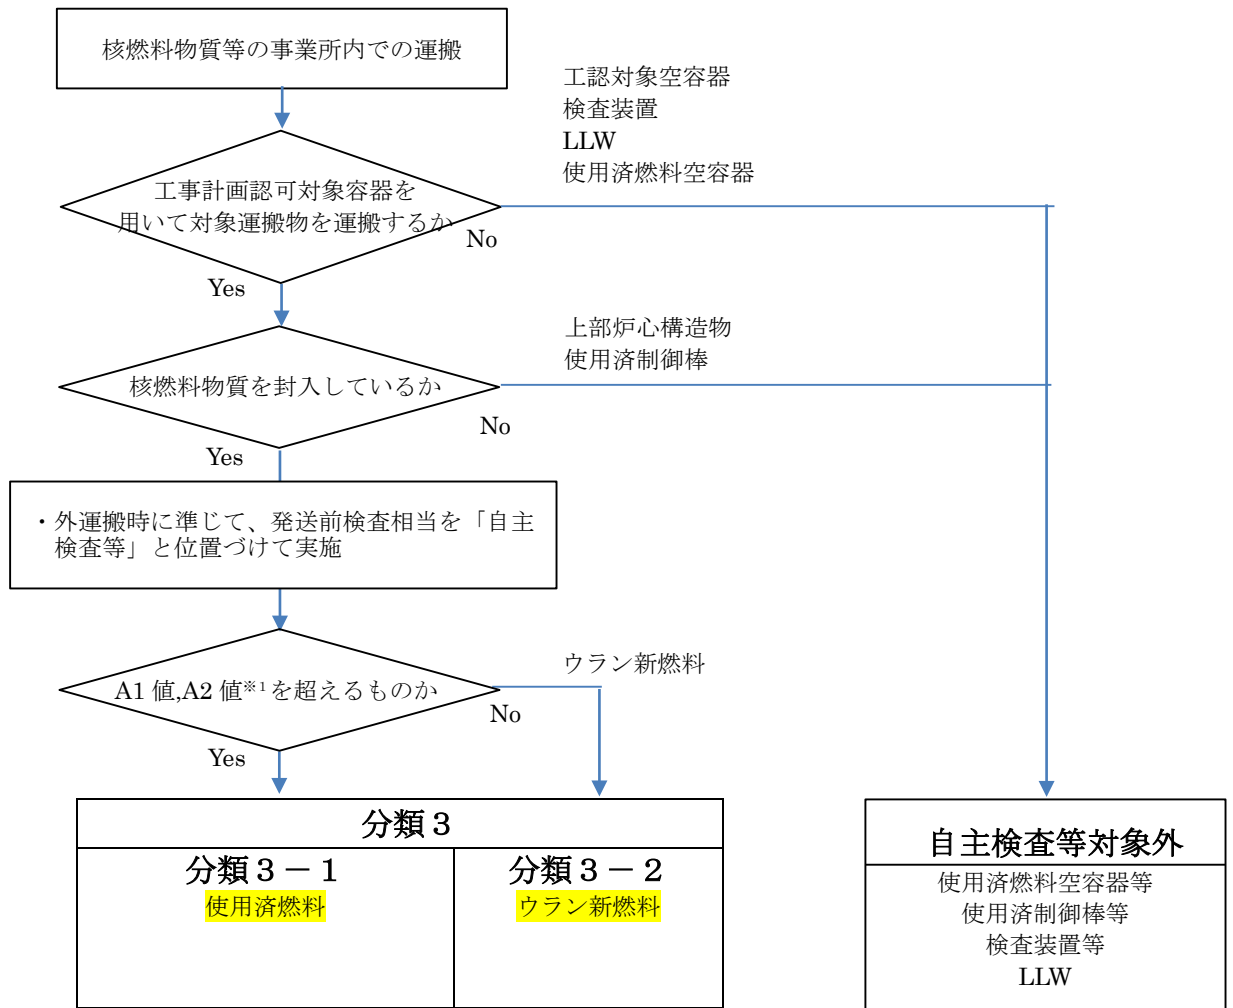 核燃料物質等の事業所内での運搬
工認対象空容器
検査装置
LLW
使用済燃料空容器
工事計画認可対象容器を
用いて対象運搬物を運搬するか
No
Yes
上部炉心構造物
使用済制御棒
核燃料物質を封入しているか
No
Yes
・外運搬時に準じて、発送前検査相当を「自主
検査等」と位置づけて実施
ウラン新燃料
A1 値,A2 値※1を超えるものか
No
Yes
分類３
分類３－１
使用済燃料
分類３－２
ウラン新燃料
自主検査等対象外
使用済燃料空容器等
使用済制御棒等
検査装置等
LLW